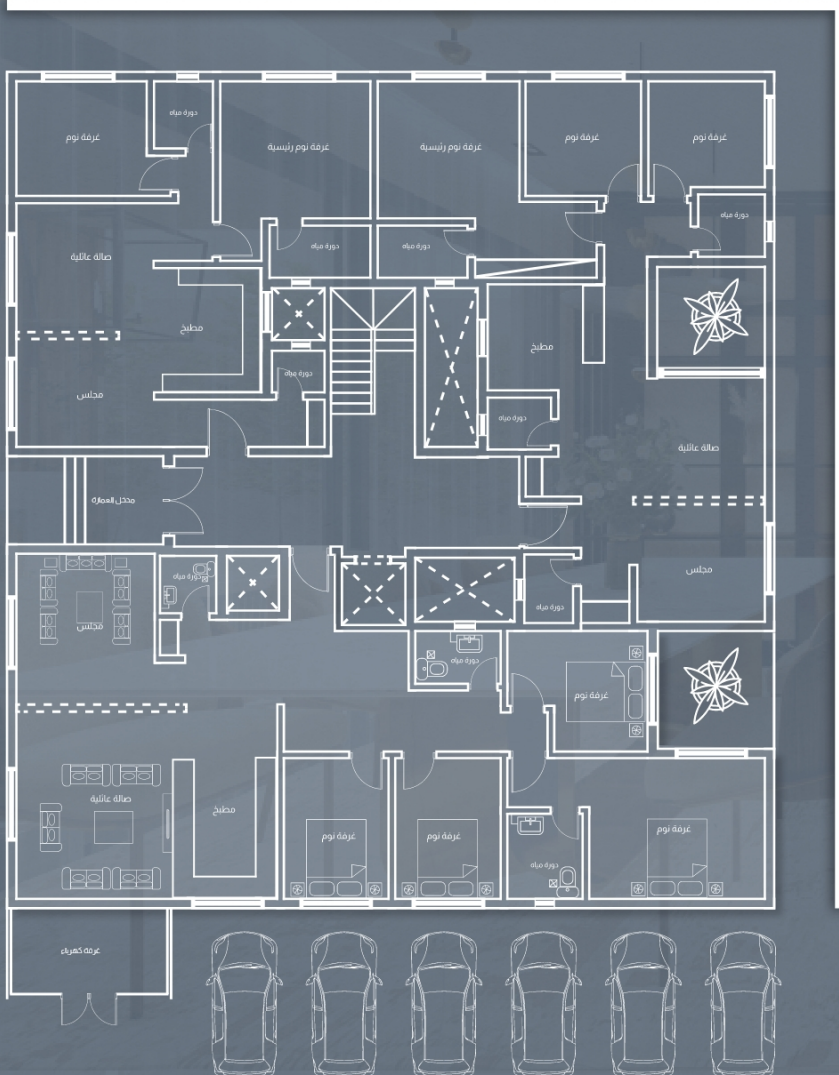 دورة مياه
غرفة نوم
غرفة نوم رئيسية
غرفة نوم رئيسية
غرفة نوم
غرفة نوم
دورة مياه
دورة مياه
دورة مياه
صالة عائلية
مطبخ
مطبخ
دورة مياه
مجلس
دورة مياه
صالة عائلية
مدخل العمارة
مجلس
دورة مياه
دورة مياه
مجلس
دورة مياه
غرفة نوم
صالة عائلية
مطبخ
غرفة نوم
غرفة نوم
غرفة نوم
دورة مياه
غرفة كهرباء